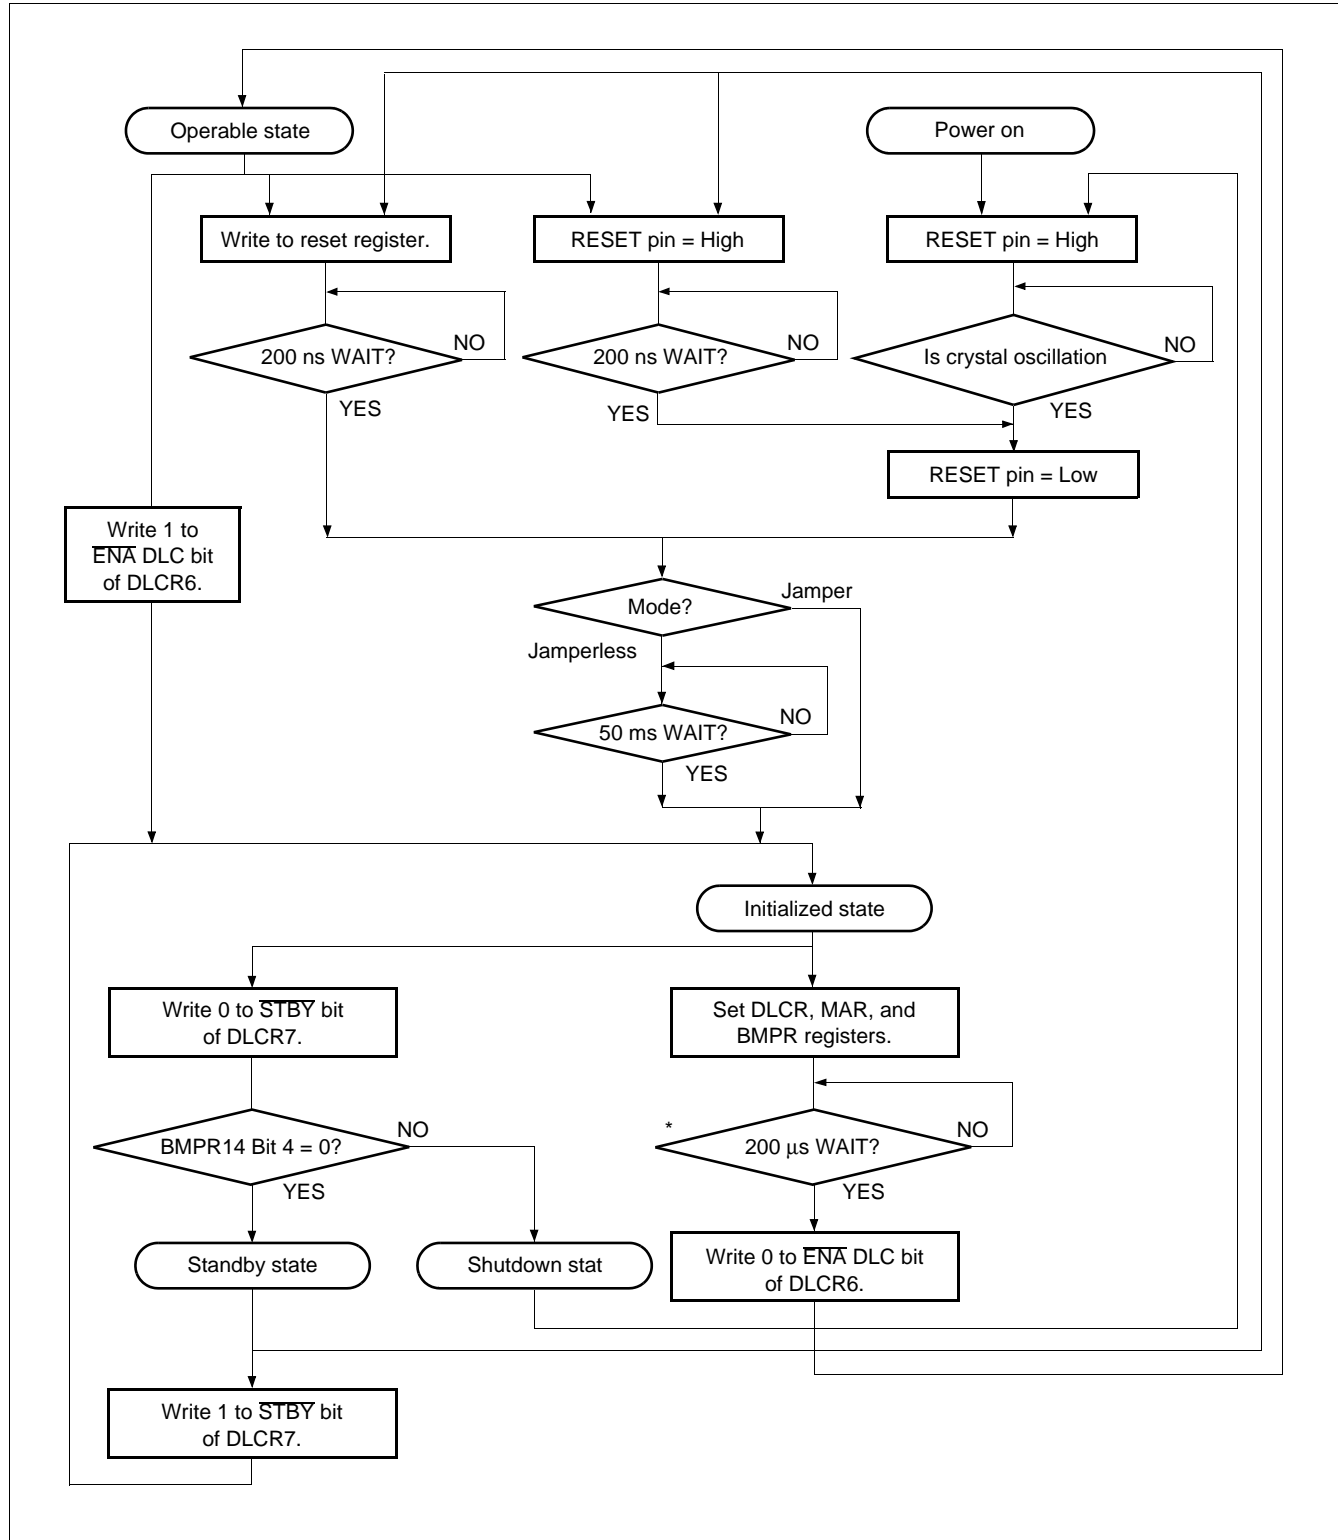 Operable state
Power on
Write to reset register.
RESET pin = High
RESET pin = High
200 ns WAIT?
NO
YES
200 ns WAIT?
NO
YES
Is crystal oscillation
NO
YES
RESET pin = Low
Write 1 to
E̅N̅A̅ DLC bit
of DLCR6.
Mode?
Jamper
Jamperless
50 ms WAIT?
NO
YES
Initialized state
Write 0 to S̅T̅B̅Y̅ bit
of DLCR7.
Set DLCR, MAR, and
BMPR registers.
BMPR14 Bit 4 = 0?
NO
YES
*
200 μs WAIT?
NO
YES
Standby state
Shutdown stat
Write 0 to E̅N̅A̅ DLC bit
of DLCR6.
Write 1 to S̅T̅B̅Y̅ bit
of DLCR7.